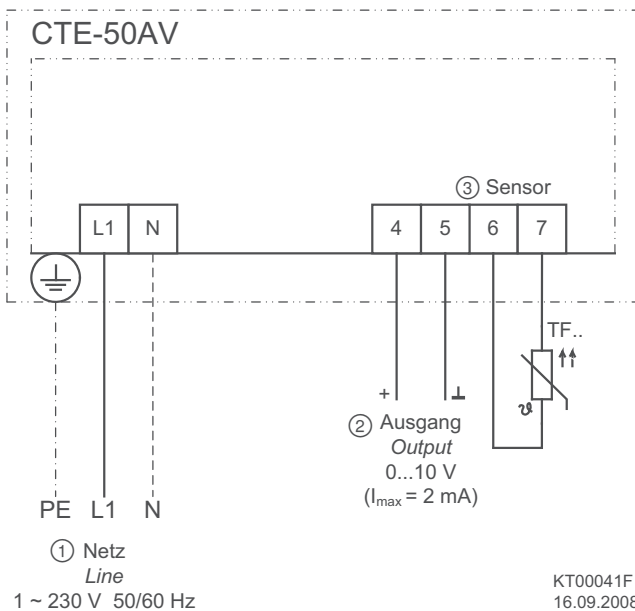 CTE-50AV
③ Sensor
L1 N 4 5 6 7
TF..
+ ⊥
ϑ
② Ausgang
Output
0...10 V
(Imax = 2 mA)
PE L1 N
① Netz
Line
1 ~ 230 V 50/60 Hz
KT00041F
16.09.2008